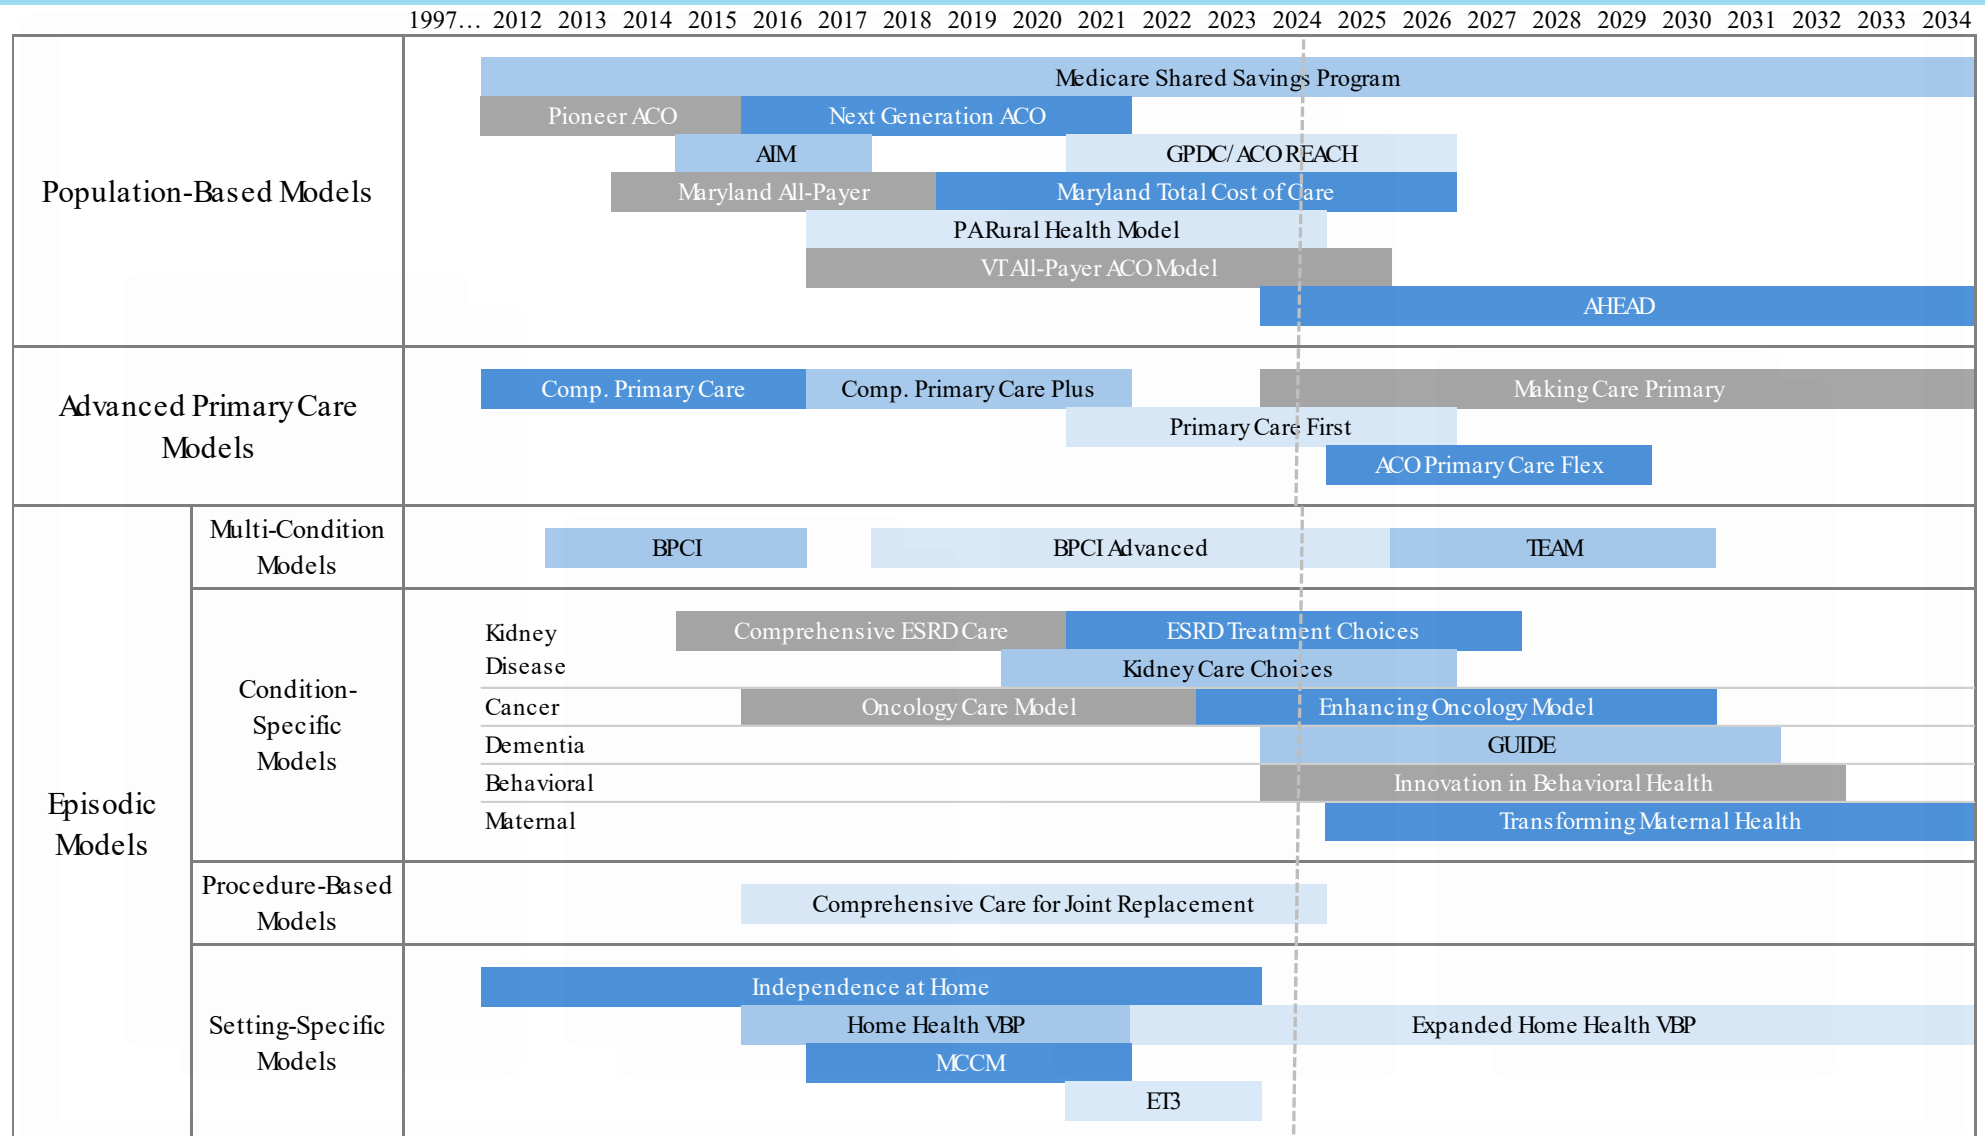 1997… 2012 2013 2014 2015 2016 2017 2018 2019 2020 2021 2022 2023 2024 2025 2026 2027 2028 2029 2030 2031 2032 2033 2034
Population-Based Models
Medicare Shared Savings Program
Pioneer ACO
Next Generation ACO
AIM
GPDC/ ACO REACH
Maryland All-Payer
Maryland Total Cost of Care
PA Rural Health Model
VT All-Payer ACO Model
AHEAD
Advanced Primary Care
Models
Comp. Primary Care
Comp. Primary Care Plus
Making Care Primary
Primary Care First
ACO Primary Care Flex
Episodic
Models
Multi-Condition
Models
BPCI
BPCI Advanced
TEAM
Condition-
Specific
Models
Kidney
Disease
Comprehensive ESRD Care
ESRD Treatment Choices
Kidney Care Choices
Cancer
Oncology Care Model
Enhancing Oncology Model
Dementia
GUIDE
Behavioral
Innovation in Behavioral Health
Maternal
Transforming Maternal Health
Procedure-Based
Models
Comprehensive Care for Joint Replacement
Setting-Specific
Models
Independence at Home
Home Health VBP
Expanded Home Health VBP
MCCM
ET3